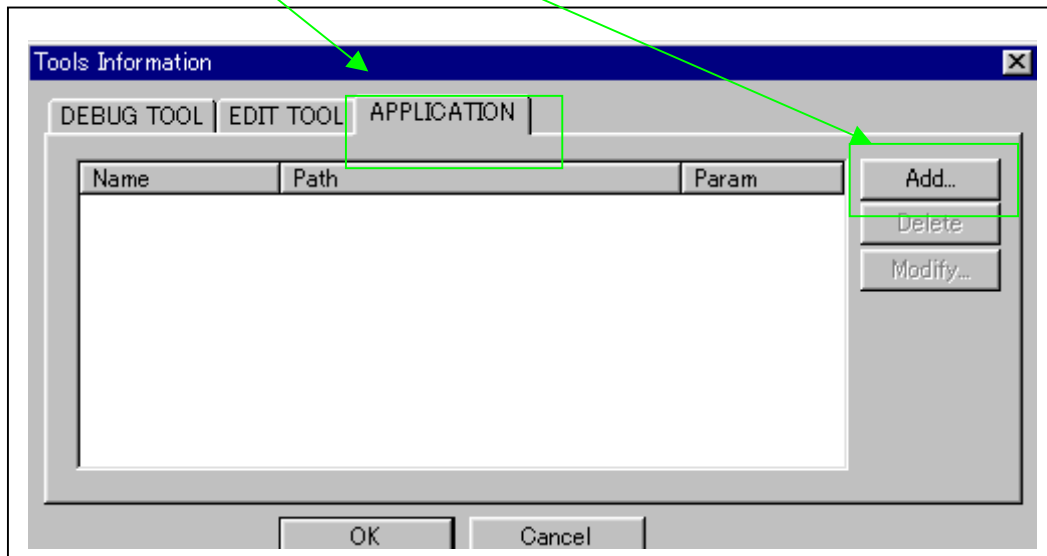 Tools Information
DEBUG TOOL EDIT TOOL APPLICATION
Name Path Param Add...
Delete
Modify...
OK Cancel